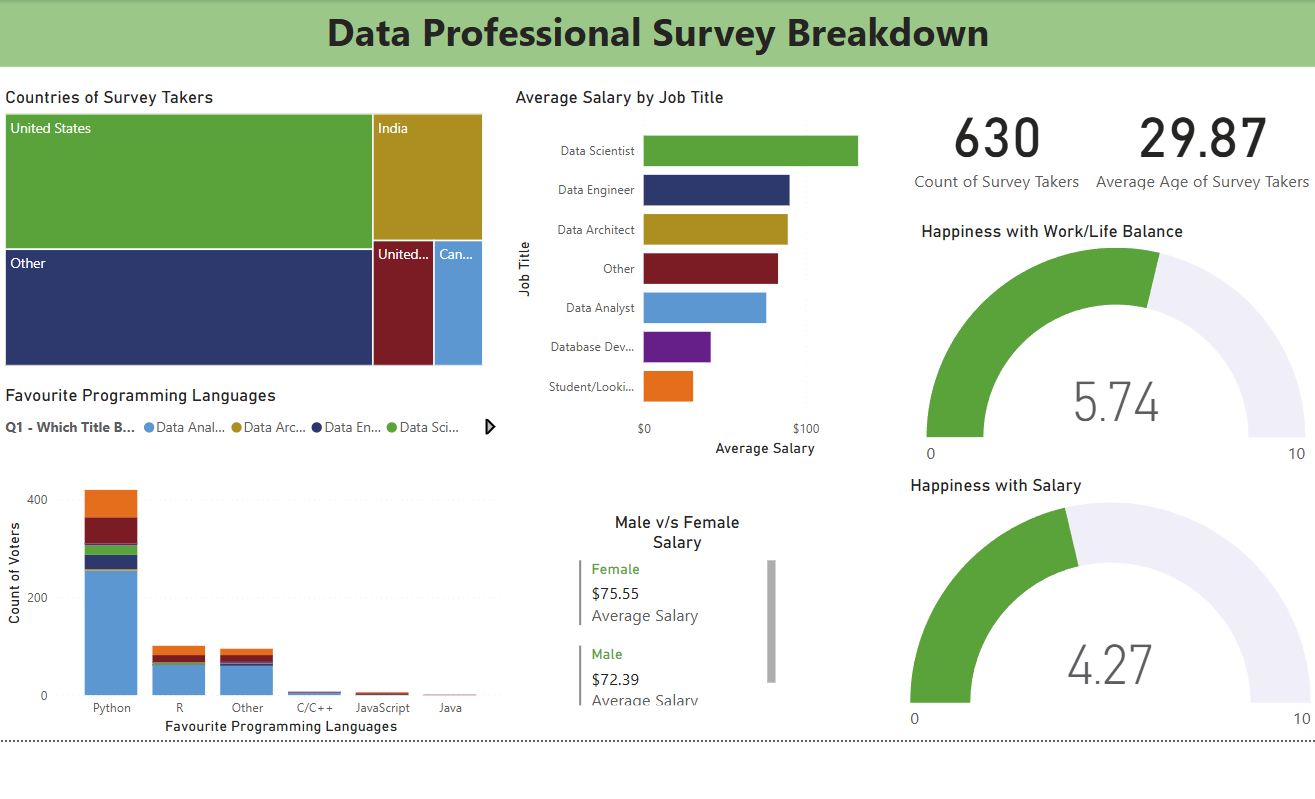 Data Professional Survey Breakdown
Countries of Survey Takers
United States
India
Other
United...
Can...
Favourite Programming Languages
Q1 - Which Title B...
Data Anal...
Data Arc...
Data En...
Data Sci...
Count of Voters
400
200
0
Python
R
Other
C/C++
JavaScript
Java
Favourite Programming Languages
Average Salary by Job Title
Job Title
Data Scientist
Data Engineer
Data Architect
Other
Data Analyst
Database Dev...
Student/Looki...
$0
$100
Average Salary
Male v/s Female
Salary
Female
$75.55
Average Salary
Male
$72.39
Average Salary
630
Count of Survey Takers
29.87
Average Age of Survey Takers
Happiness with Work/Life Balance
5.74
0
10
Happiness with Salary
4.27
0
10